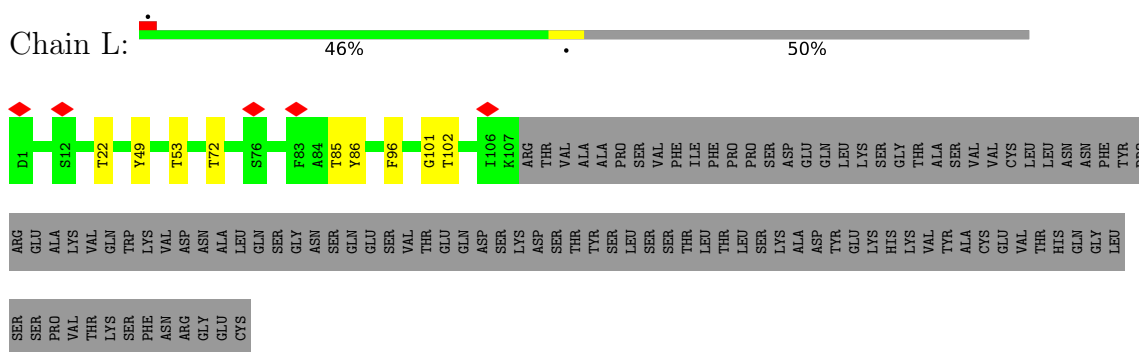 Chain L: • 46% • 50%
D1 S12 T22 Y49 T53 T72 S76 F83 A84 T85 Y86 F96 G101 T102 I106 K107 ARG THR VAL ALA ALA PRO SER VAL PHE ILE PHE PRO PRO SER ASP GLU GLN LEU LYS SER GLY THR ALA SER VAL VAL CYS LEU LEU ASN ASN PHE TYR
ARG GLU ALA LYS VAL GLN TRP LYS VAL ASP ASN ALA LEU GLN SER GLY ASN SER GLN GLU SER VAL THR GLU GLN ASP SER LYS ASP SER THR TYR SER LEU SER SER THR LEU THR LEU SER LYS ALA ASP TYR GLU LYS HIS LYS VAL TYR ALA CYS GLU VAL THR HIS GLN GLY LEU
SER SER PRO VAL THR LYS SER PHE ASN ARG GLY GLU CYS